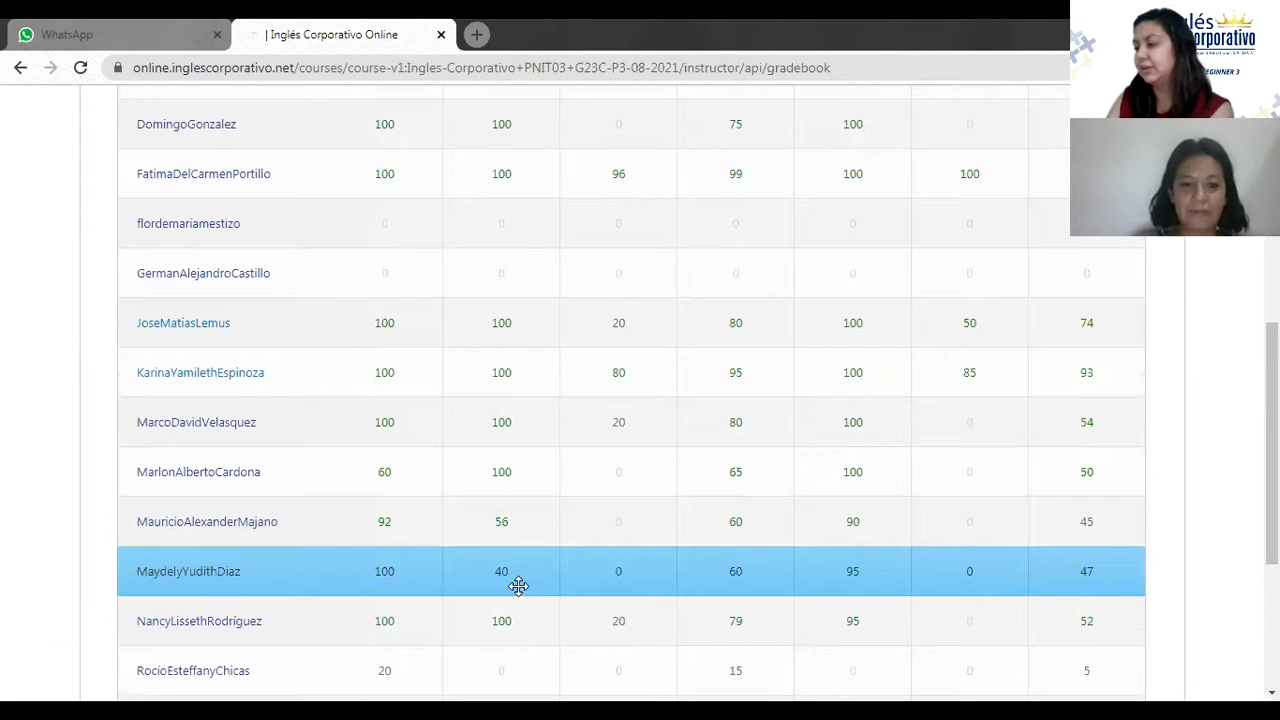 WhatsApp
| Inglés Corporativo Online
online.inglescorporativo.net/courses/course-v1:Ingles-Corporativo+PNIT03+G23C-P3-08-2021/instructor/api/gradebook
DomingoGonzalez 100 100 0 75 100 0
FatimaDelCarmenPortillo 100 100 96 99 100 100
flordemariamestizo 0 0 0 0 0 0
GermanAlejandroCastillo 0 0 0 0 0 0 0
JoseMatiasLemus 100 100 20 80 100 50 74
KarinaYamilethEspinoza 100 100 80 95 100 85 93
MarcoDavidVelasquez 100 100 20 80 100 0 54
MarlonAlbertoCardona 60 100 0 65 100 0 50
MauricioAlexanderMajano 92 56 0 60 90 0 45
MaydelyYudithDiaz 100 40 0 60 95 0 47
NancyLissethRodríguez 100 100 20 79 95 0 52
RocíoEsteffanyChicas 20 0 0 15 0 0 5